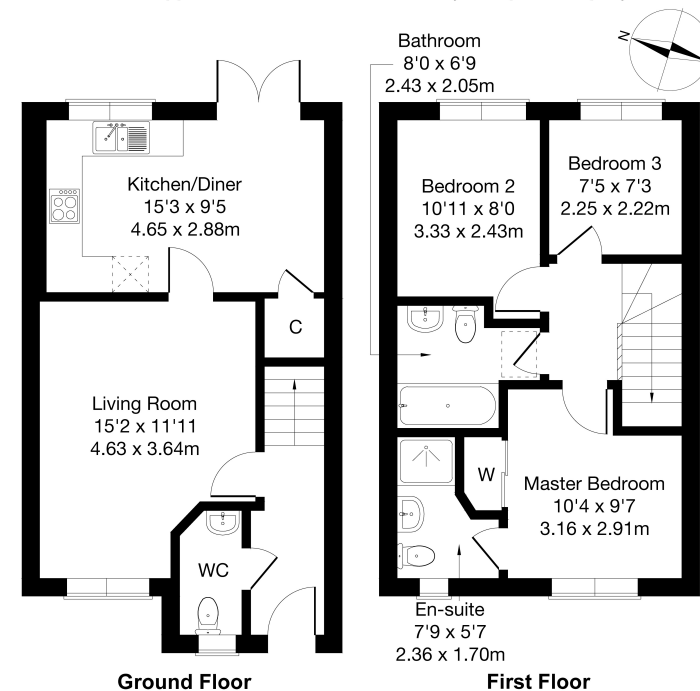 N
Bathroom
8'0 x 6'9
2.43 x 2.05m
Kitchen/Diner
15'3 x 9'5
4.65 x 2.88m
Bedroom 2
10'11 x 8'0
3.33 x 2.43m
Bedroom 3
7'5 x 7'3
2.25 x 2.22m
C
Living Room
15'2 x 11'11
4.63 x 3.64m
W
Master Bedroom
10'4 x 9'7
3.16 x 2.91m
WC
En-suite
7'9 x 5'7
2.36 x 1.70m
Ground Floor
First Floor